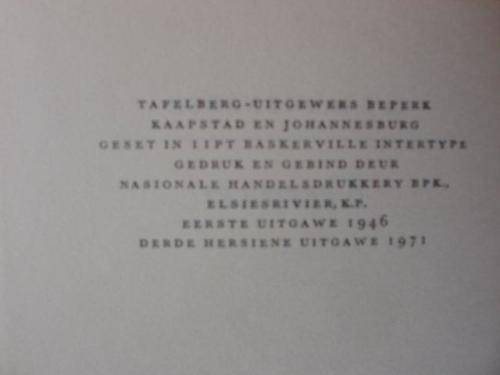 TAFELBERG-UITGEWERS BEPERK
KAAPSTAD EN JOHANNESBURG
GESET IN 11PT BASKERVILLE INTERTYPE
GEDRUK EN GEBIND DEUR
NASIONALE HANDELSDRUKKERY BPK.,
ELSIESRIVIER, K.P.
EERSTE UITGAWE 1946
DERDE HERSIENE UITGAWE 1971